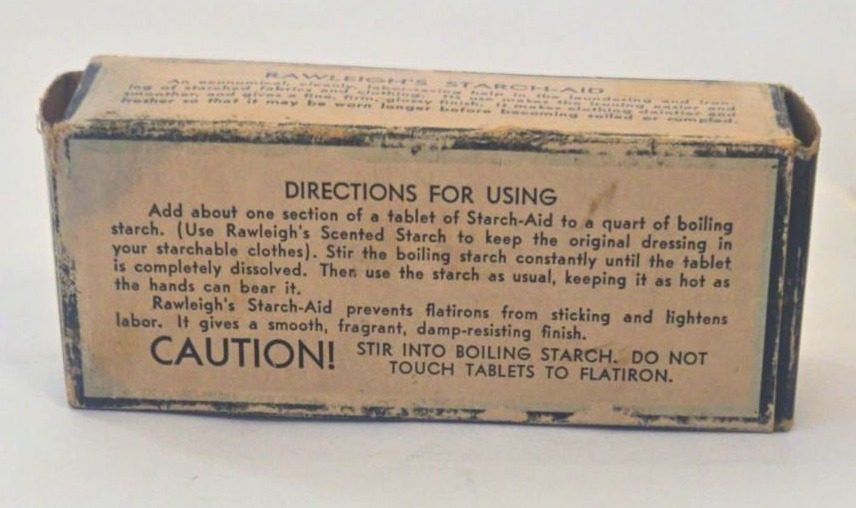 RAWLEIGH'S STARCH-AID
An economical, cleanly, labor-saving help in the laundering and iron-
ing of starched fabrics and clothing. Its use makes the ironing easier and
smoother and gives a fine, firm, glossy finish. It makes clothing daintier and
fresher so that it may be worn longer before becoming soiled or rumpled.
DIRECTIONS FOR USING
Add about one section of a tablet of Starch-Aid to a quart of boiling
starch. (Use Rawleigh's Scented Starch to keep the original dressing in
your starchable clothes). Stir the boiling starch constantly until the tablet
is completely dissolved. Then use the starch as usual, keeping it as hot as
the hands can bear it.
Rawleigh's Starch-Aid prevents flatirons from sticking and lightens
labor. It gives a smooth, fragrant, damp-resisting finish.
CAUTION! STIR INTO BOILING STARCH. DO NOT
TOUCH TABLETS TO FLATIRON.